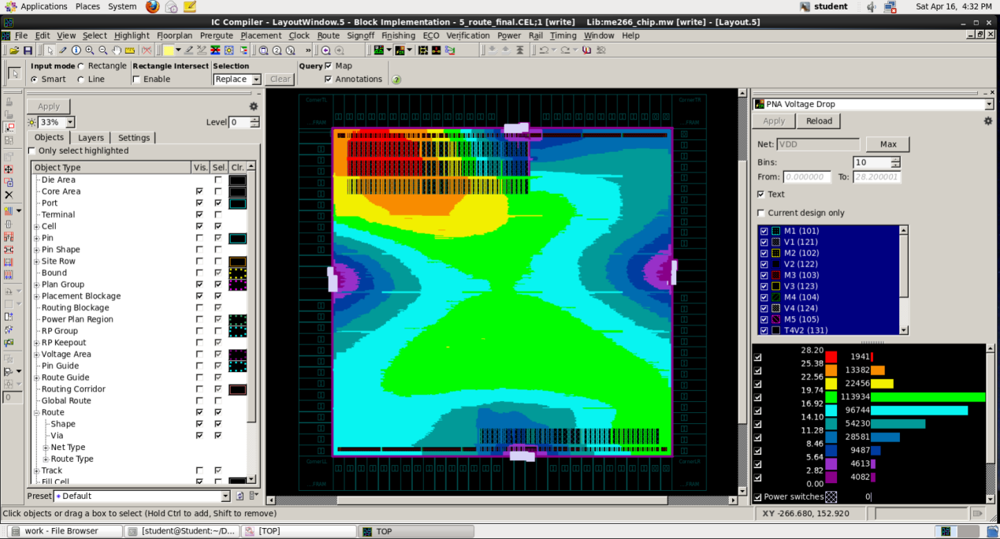 Applications Places System student Sat Apr 16, 4:32 PM
IC Compiler - LayoutWindow.5 - Block Implementation - 5_route_final.CEL;1 [write] Lib:me266_chip.mw [write] - [Layout.5]
File Edit View Select Highlight Floorplan Preroute Placement Clock Route Signoff Finishing ECO Verification Power Rail Timing Window Help
Input mode Rectangle Rectangle Intersect Selection Query Map
Smart Line Enable Replace Clear Annotations
Apply
33% Level 0
Objects Layers Settings
Only select highlighted
Object Type Vis. Sel. Clr.
Die Area
Core Area
Port
Terminal
Cell
Pin
Pin Shape
Site Row
Bound
Plan Group
Placement Blockage
Routing Blockage
Power Plan Region
RP Group
RP Keepout
Voltage Area
Pin Guide
Route Guide
Routing Corridor
Global Route
Route
Shape
Via
Net Type
Route Type
Track
Fill Cell
Preset Default
0
CornerTL CornerTR
...FRAM ...FRAM
CornerLL CornerLR
...FRAM ...FRAM
PNA Voltage Drop
Apply Reload
Net: VDD Max
Bins: 10
From: 0.000000 To: 28.200001
Text
Current design only
M1 (101)
V1 (121)
M2 (102)
V2 (122)
M3 (103)
V3 (123)
M4 (104)
V4 (124)
M5 (105)
T4V2 (131)
28.20
1941
25.38
13382
22.56
22456
19.74
113934
16.92
96744
14.10
54230
11.28
28581
8.46
9487
5.64
4613
2.82
4082
0.00
Power switches 0
Click objects or drag a box to select (Hold Ctrl to add, Shift to remove) XY -266.680, 152.920
work - File Browser [student@Student:~/D... [TOP] TOP